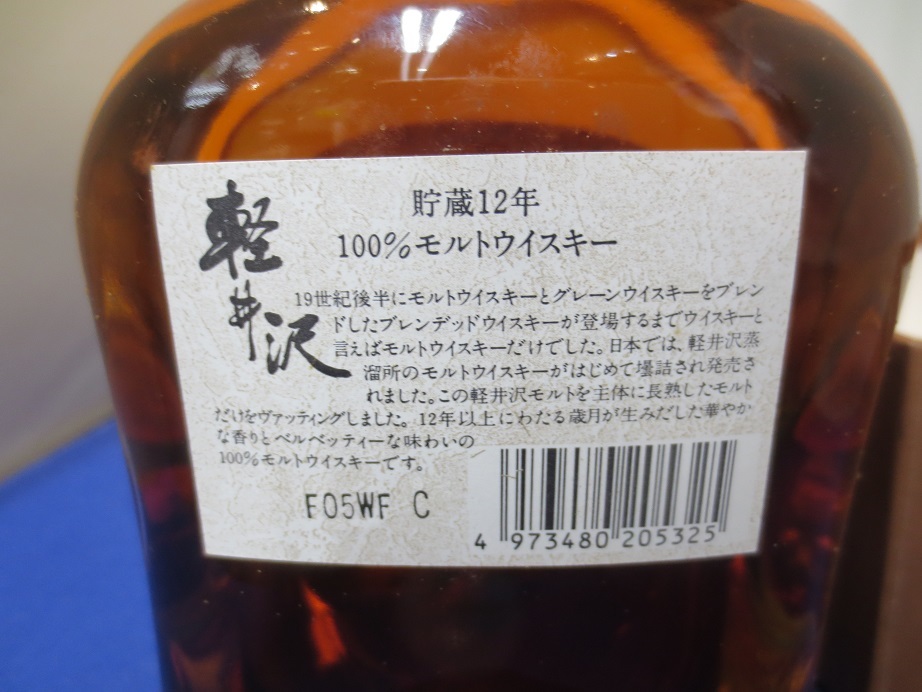 軽井沢
貯蔵12年
100%モルトウイスキー
19世紀後半にモルトウイスキーとグレーンウイスキーをブレン
ドしたブレンデッドウイスキーが登場するまでウイスキーと
言えばモルトウイスキーだけでした。日本では、軽井沢蒸
溜所のモルトウイスキーがはじめて壜詰され発売さ
れました。この軽井沢モルトを主体に長熟したモルト
だけをヴァッティングしました。12年以上にわたる歳月が生みだした華やか
な香りとベルベッティーな味わいの
100%モルトウイスキーです。
F05WF C
4 973480 205325